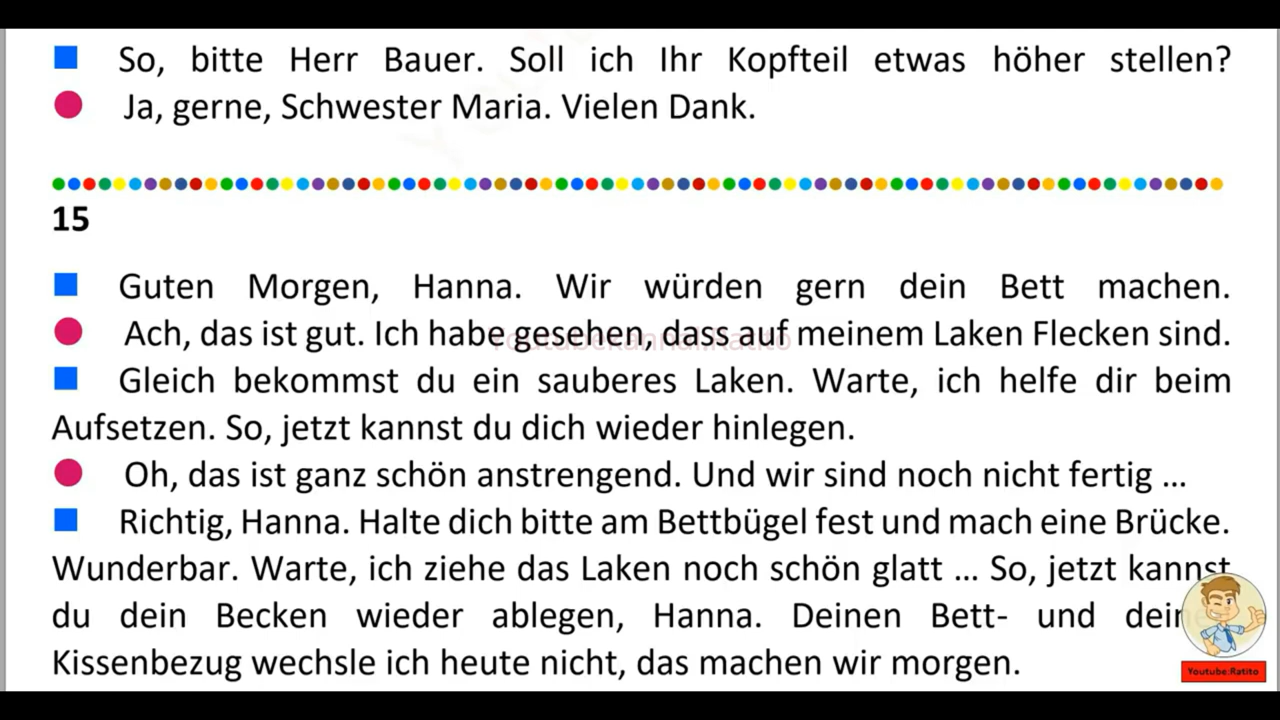 So, bitte Herr Bauer. Soll ich Ihr Kopfteil etwas höher stellen?
Ja, gerne, Schwester Maria. Vielen Dank.
15
Guten Morgen, Hanna. Wir würden gern dein Bett machen.
Ach, das ist gut. Ich habe gesehen, dass auf meinem Laken Flecken sind.
Youtubekannal:Ratito
Gleich bekommst du ein sauberes Laken. Warte, ich helfe dir beim
Aufsetzen. So, jetzt kannst du dich wieder hinlegen.
Oh, das ist ganz schön anstrengend. Und wir sind noch nicht fertig ...
Richtig, Hanna. Halte dich bitte am Bettbügel fest und mach eine Brücke.
Wunderbar. Warte, ich ziehe das Laken noch schön glatt ... So, jetzt kannst
du dein Becken wieder ablegen, Hanna. Deinen Bett- und
Kissenbezug wechsle ich heute nicht, das machen wir morgen.
Youtube:Ratito